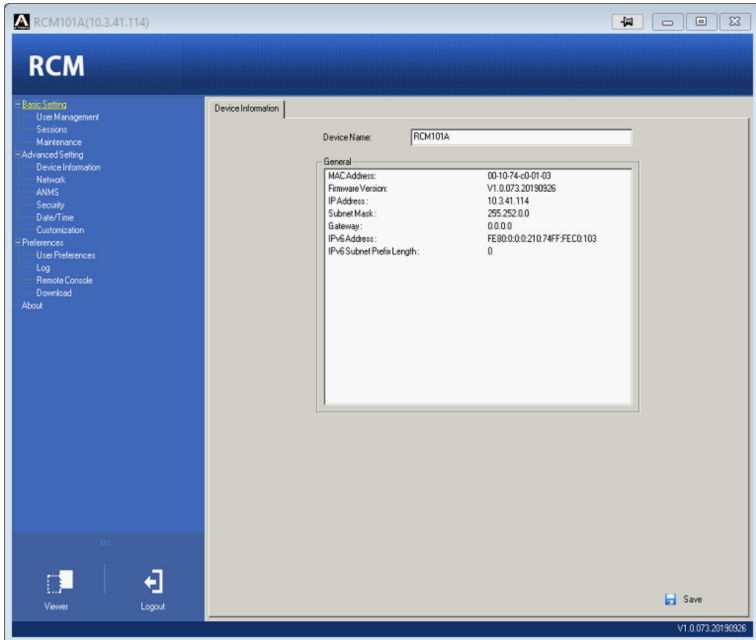 RCM101A(10.3.41.114)
RCM
Basic Setting
User Management
Sessions
Maintenance
Advanced Setting
Device Information
Network
ANMS
Security
Date/Time
Customization
Preferences
User Preferences
Log
Remote Console
Download
About
Viewer
Logout
Device Information
Device Name: RCM101A
General
MAC Address: 00-10-74-c0-01-03
Firmware Version: V1.0.073.20190926
IP Address : 10.3.41.114
Subnet Mask : 255.252.0.0
Gateway : 0.0.0.0
IPv6 Address : FE80:0:0:0:210:74FF:FEC0:103
IPv6 Subnet Prefix Length : 0
Save
V1.0.073.20190926